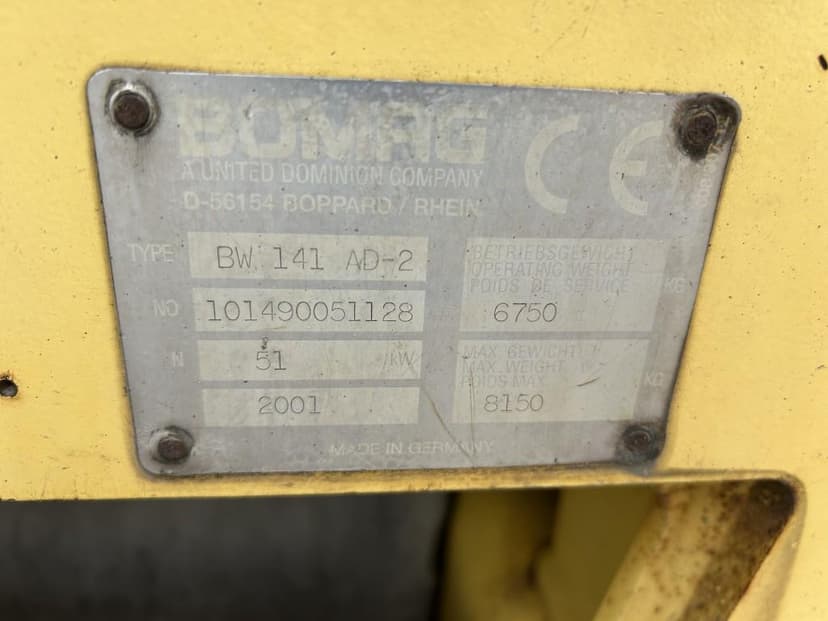 BOMAG
A UNITED DOMINION COMPANY
D-56154 BOPPARD / RHEIN
CE
TYPE BW 141 AD-2
NO 101490051128
N 51 /KW
2001
BETRIEBSGEWICHT
OPERATING WEIGHT
POIDS DE SERVICE KG
6750
MAX. GEWICHT
MAX. WEIGHT
POIDS MAX. KG
8150
MADE IN GERMANY